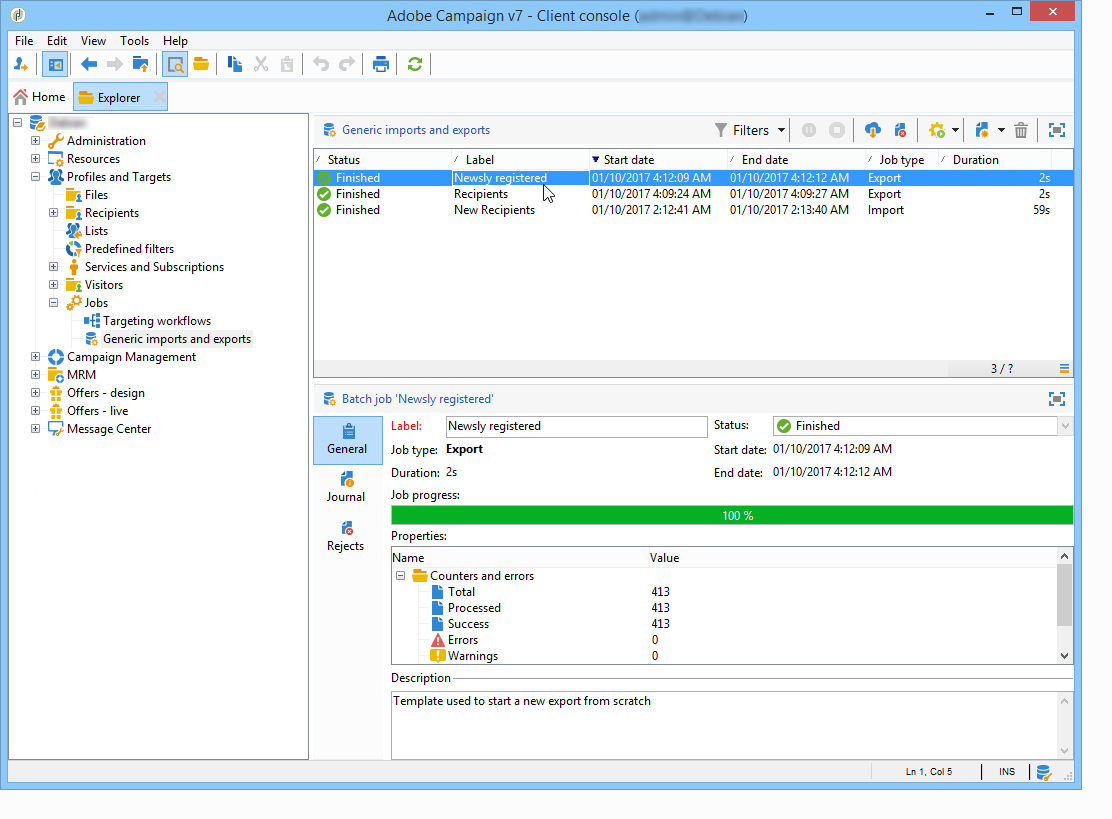 Adobe Campaign v7 - Client console ( )
File Edit View Tools Help
Home Explorer
Administration
Resources
Profiles and Targets
Files
Recipients
Lists
Predefined filters
Services and Subscriptions
Visitors
Jobs
Targeting workflows
Generic imports and exports
Campaign Management
MRM
Offers - design
Offers - live
Message Center
Generic imports and exports Filters
Status Label Start date End date Job type Duration
Finished Newsly registered 01/10/2017 4:12:09 AM 01/10/2017 4:12:12 AM Export 2s
Finished Recipients 01/10/2017 4:09:24 AM 01/10/2017 4:09:27 AM Export 2s
Finished New Recipients 01/10/2017 2:12:41 AM 01/10/2017 2:13:40 AM Import 59s
3 / ?
Batch job 'Newsly registered'
General
Journal
Rejects
Label: Newsly registered Status: Finished
Job type: Export Start date: 01/10/2017 4:12:09 AM
Duration: 2s End date: 01/10/2017 4:12:12 AM
Job progress:
100 %
Properties:
Name Value
Counters and errors
Total 413
Processed 413
Success 413
Errors 0
Warnings 0
Description
Template used to start a new export from scratch
Ln 1, Col 5 INS